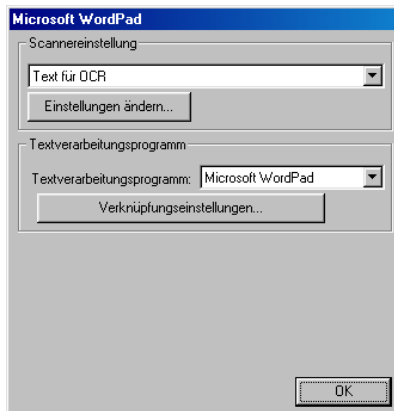 Microsoft WordPad
Scannereinstellung
Text für OCR
Einstellungen ändern...
Textverarbeitungsprogramm
Textverarbeitungsprogramm: Microsoft WordPad
Verknüpfungseinstellungen...
OK